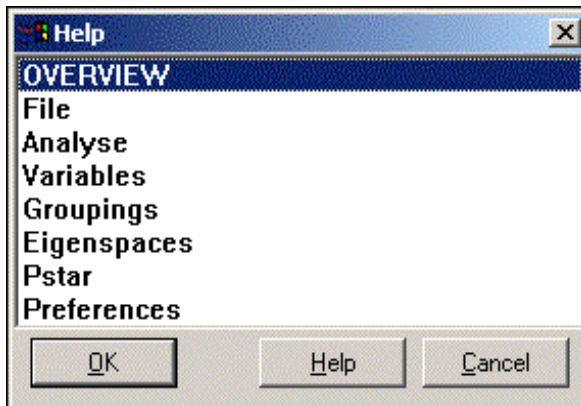 Help
OVERVIEW
File
Analyse
Variables
Groupings
Eigenspaces
Pstar
Preferences
OK Help Cancel